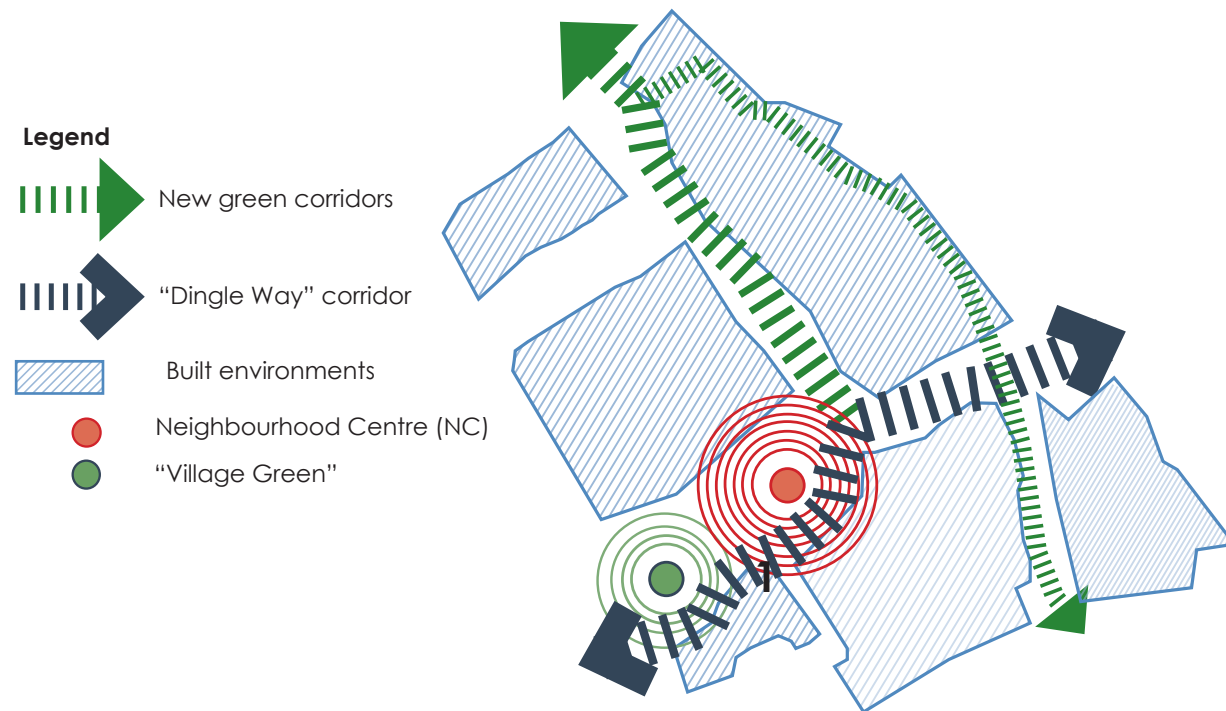 Legend
New green corridors
“Dingle Way” corridor
Built environments
Neighbourhood Centre (NC)
“Village Green”
1